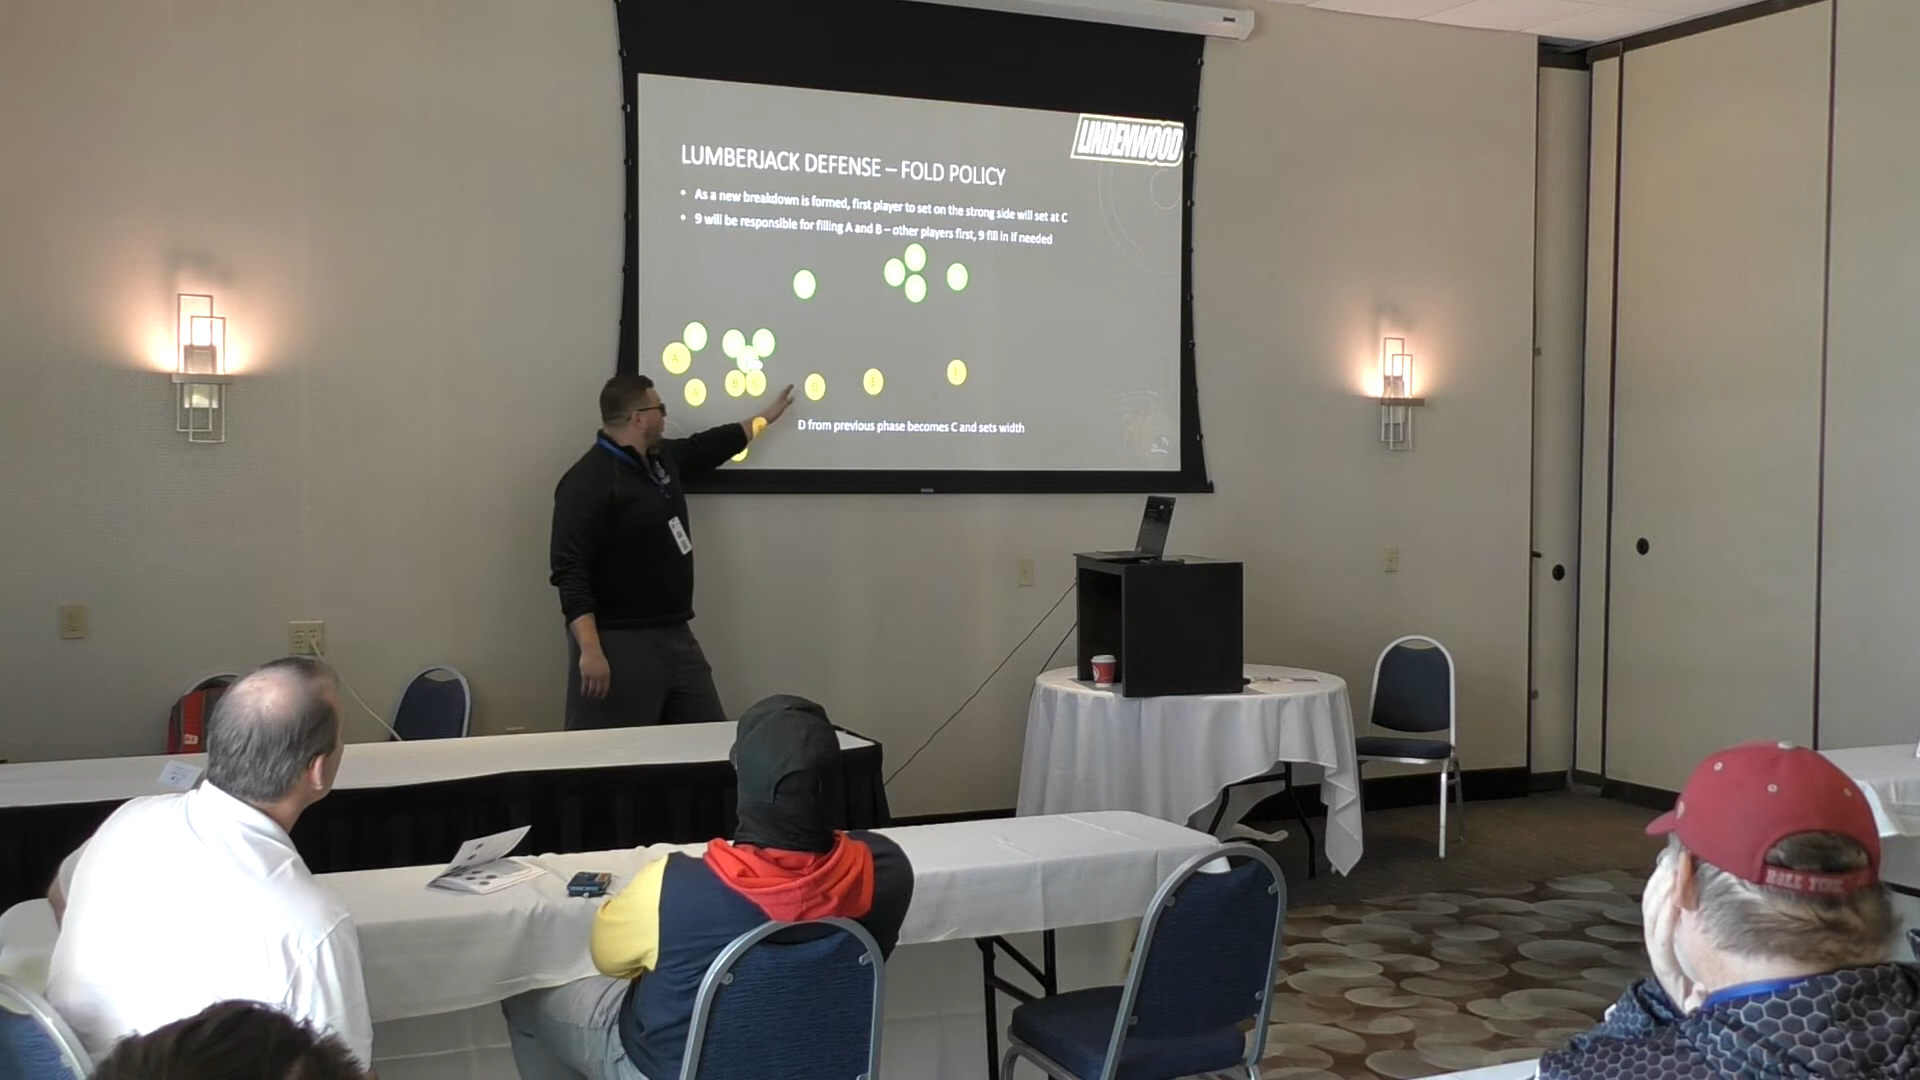 LINDENWOOD
LUMBERJACK DEFENSE – FOLD POLICY
• As a new breakdown is formed, first player to set on the strong side will set at C
• 9 will be responsible for filling A and B – other players first, 9 fill in if needed
A
A B C D E F
D from previous phase becomes C and sets width
ROLL TIDE